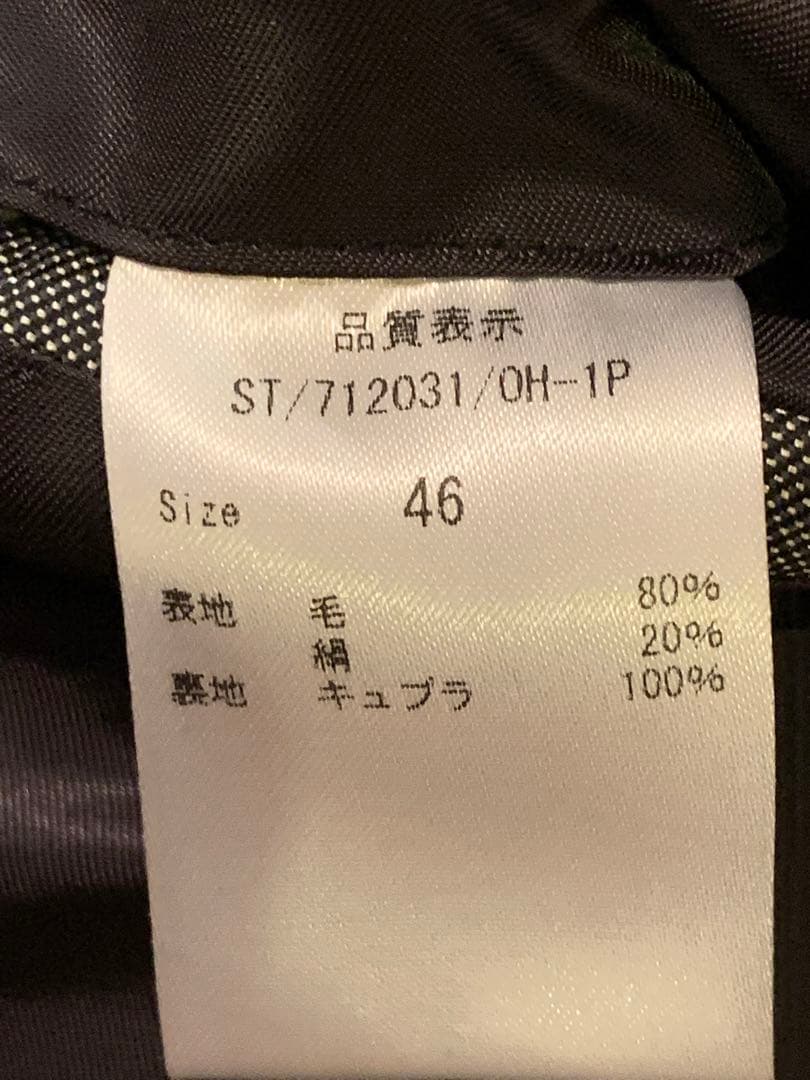 品質表示
ST/712031/OH-1P
Size 46
表地 毛 80%
絹 20%
裏地 キュプラ 100%